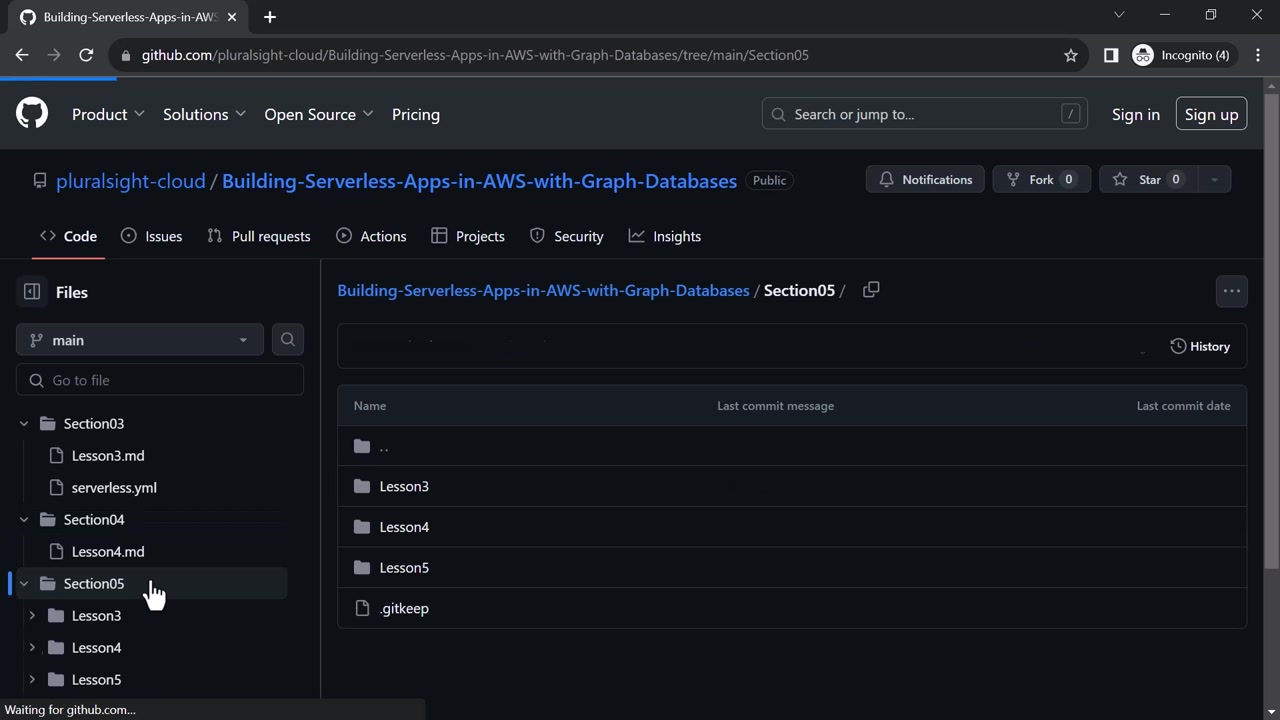 Building-Serverless-Apps-in-AWS
github.com/pluralsight-cloud/Building-Serverless-Apps-in-AWS-with-Graph-Databases/tree/main/Section05
Incognito (4)
Product
Solutions
Open Source
Pricing
Search or jump to...
/
Sign in
Sign up
pluralsight-cloud / Building-Serverless-Apps-in-AWS-with-Graph-Databases
Public
Notifications
Fork 0
Star 0
Code
Issues
Pull requests
Actions
Projects
Security
Insights
Files
main
Go to file
Section03
Lesson3.md
serverless.yml
Section04
Lesson4.md
Section05
Lesson3
Lesson4
Lesson5
Building-Serverless-Apps-in-AWS-with-Graph-Databases / Section05 /
History
Name
Last commit message
Last commit date
..
Lesson3
Lesson4
Lesson5
.gitkeep
Waiting for github.com...